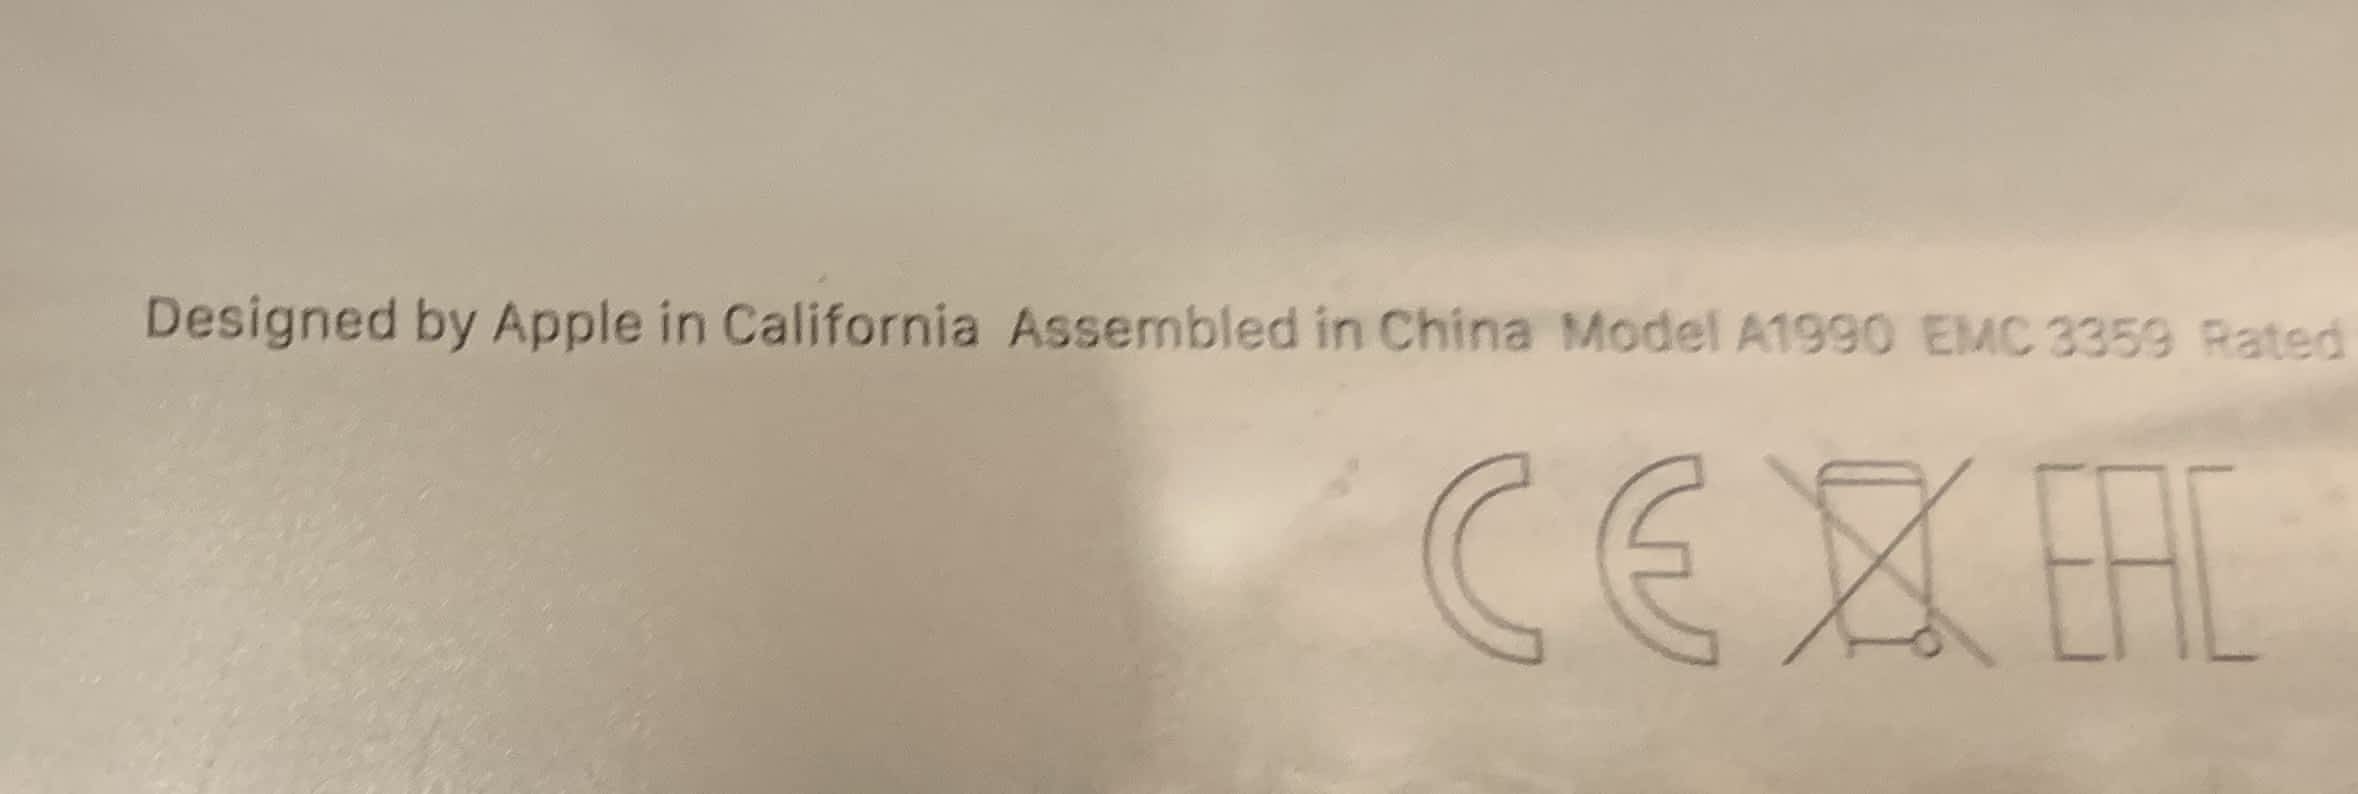 Designed by Apple in California Assembled in China Model A1990 EMC 3359 Rated
CE EAC